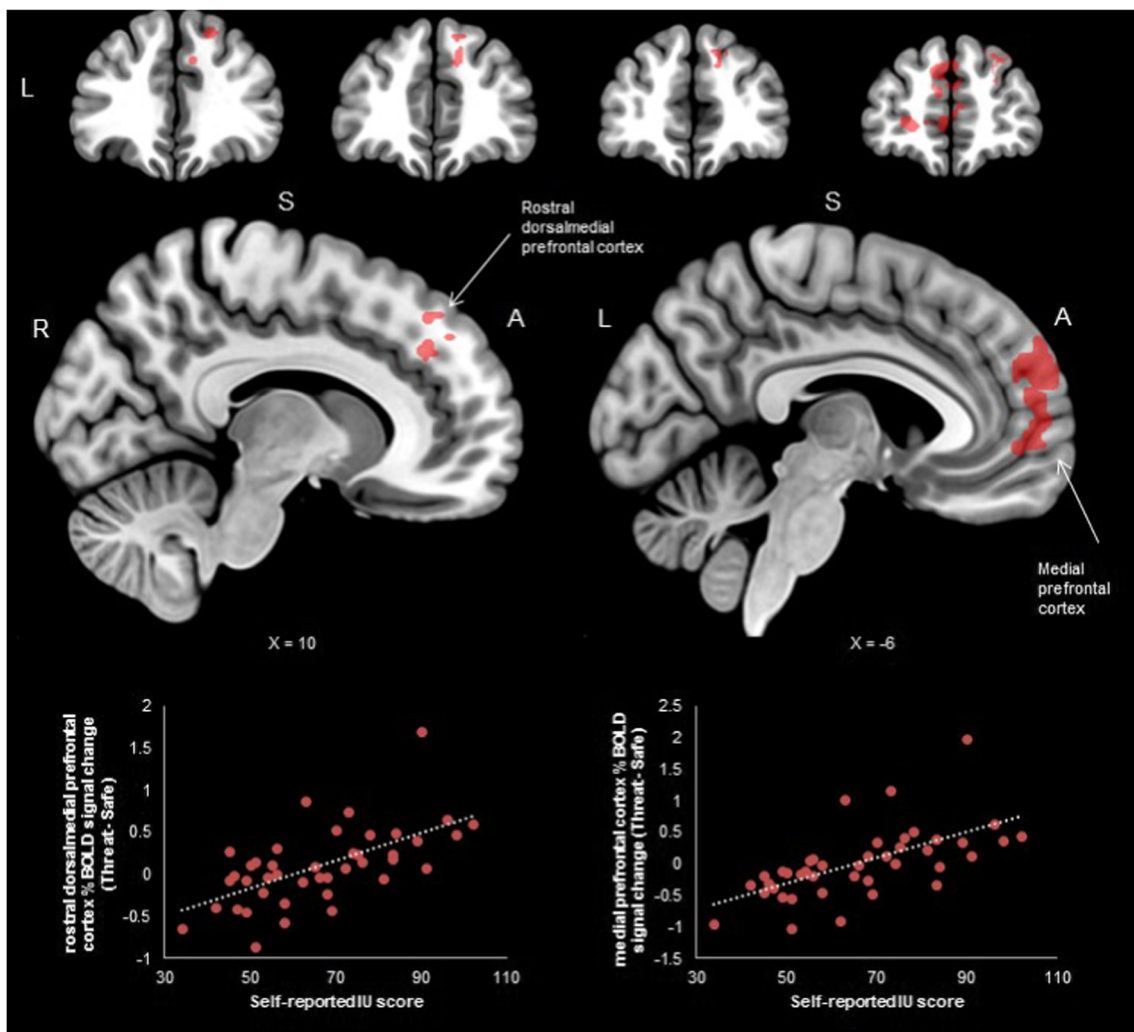 L
S
S
Rostral
dorsalmedial
prefrontal cortex
R
A
L
A
Medial
prefrontal
cortex
X = 10
X = -6
rostral dorsalmedial prefrontal
cortex % BOLD signal change
(Threat - Safe)
2
1.5
1
0.5
0
-0.5
-1
30
50
70
90
110
Self-reported IU score
medial prefrontal cortex % BOLD
signal change (Threat - Safe)
2.5
2
1.5
1
0.5
0
-0.5
-1
-1.5
30
50
70
90
110
Self-reported IU score